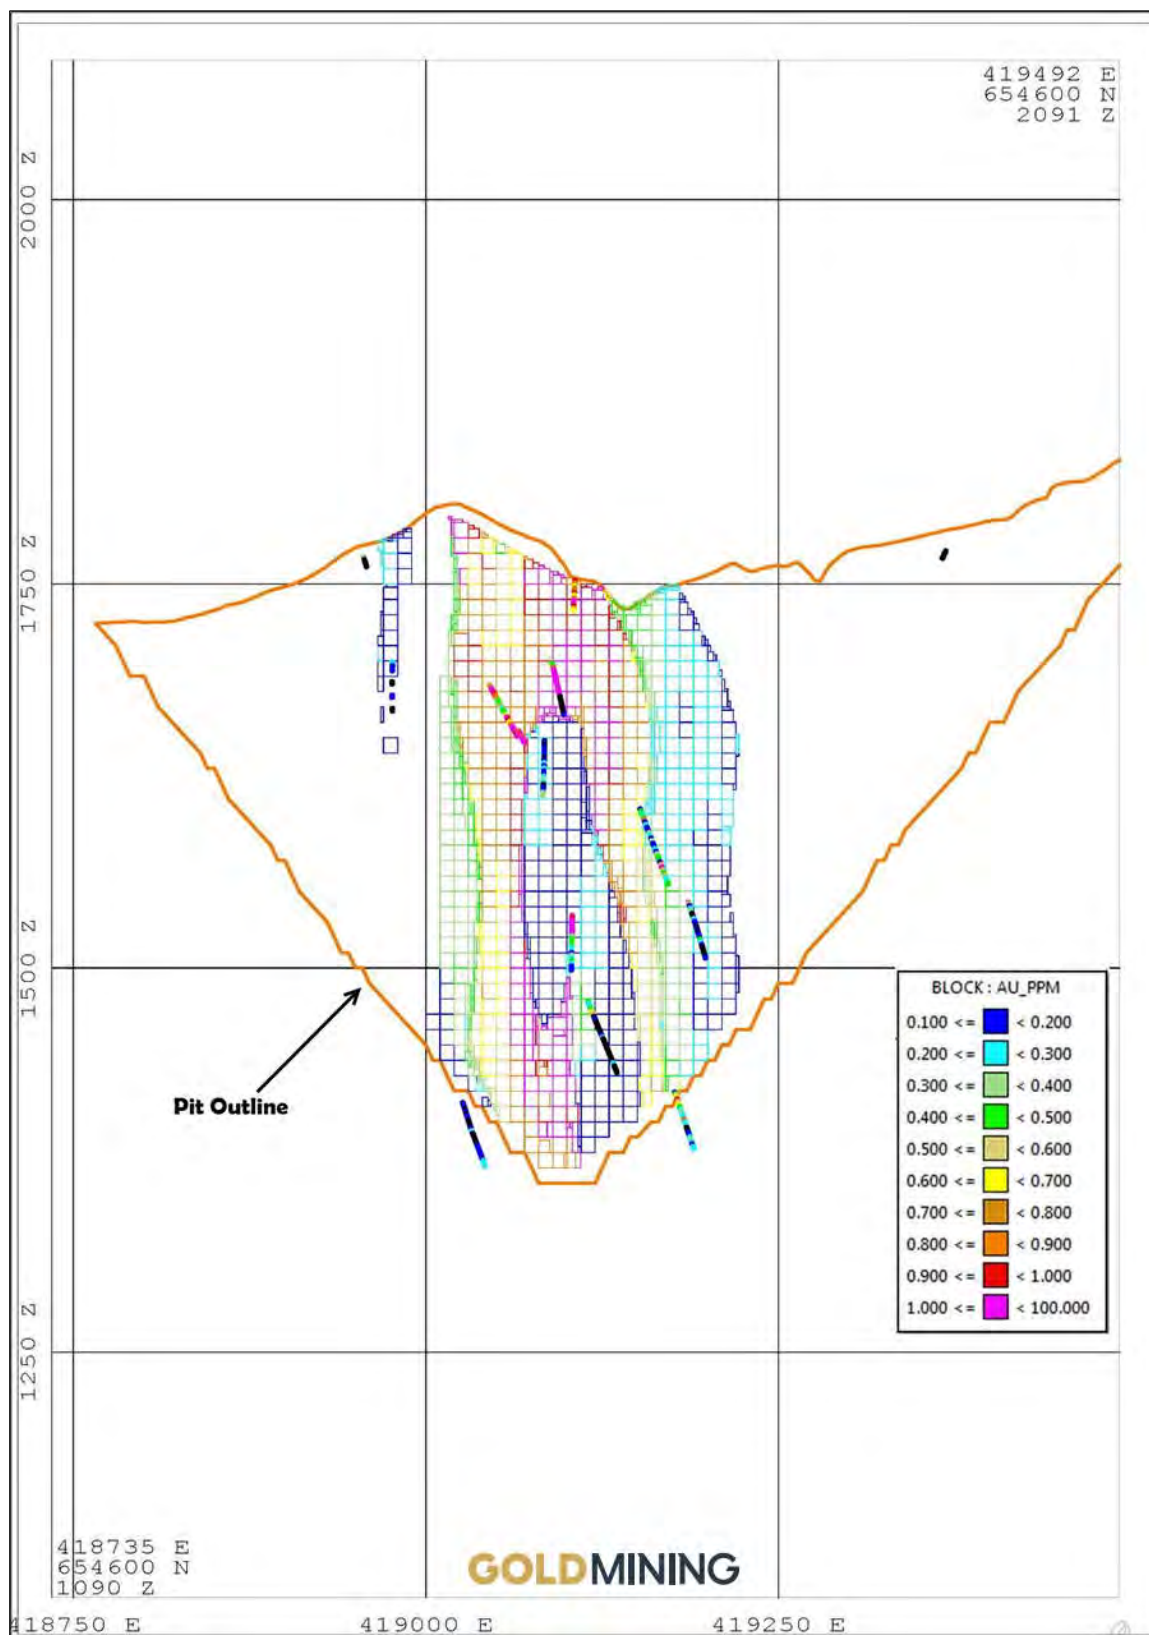 419492 E
654600 N
2091 Z
2000 Z
1750 Z
1500 Z
1250 Z
Pit Outline
BLOCK : AU_PPM
0.100 <= < 0.200
0.200 <= < 0.300
0.300 <= < 0.400
0.400 <= < 0.500
0.500 <= < 0.600
0.600 <= < 0.700
0.700 <= < 0.800
0.800 <= < 0.900
0.900 <= < 1.000
1.000 <= < 100.000
418735 E
654600 N
1090 Z
GOLDMINING
418750 E 419000 E 419250 E